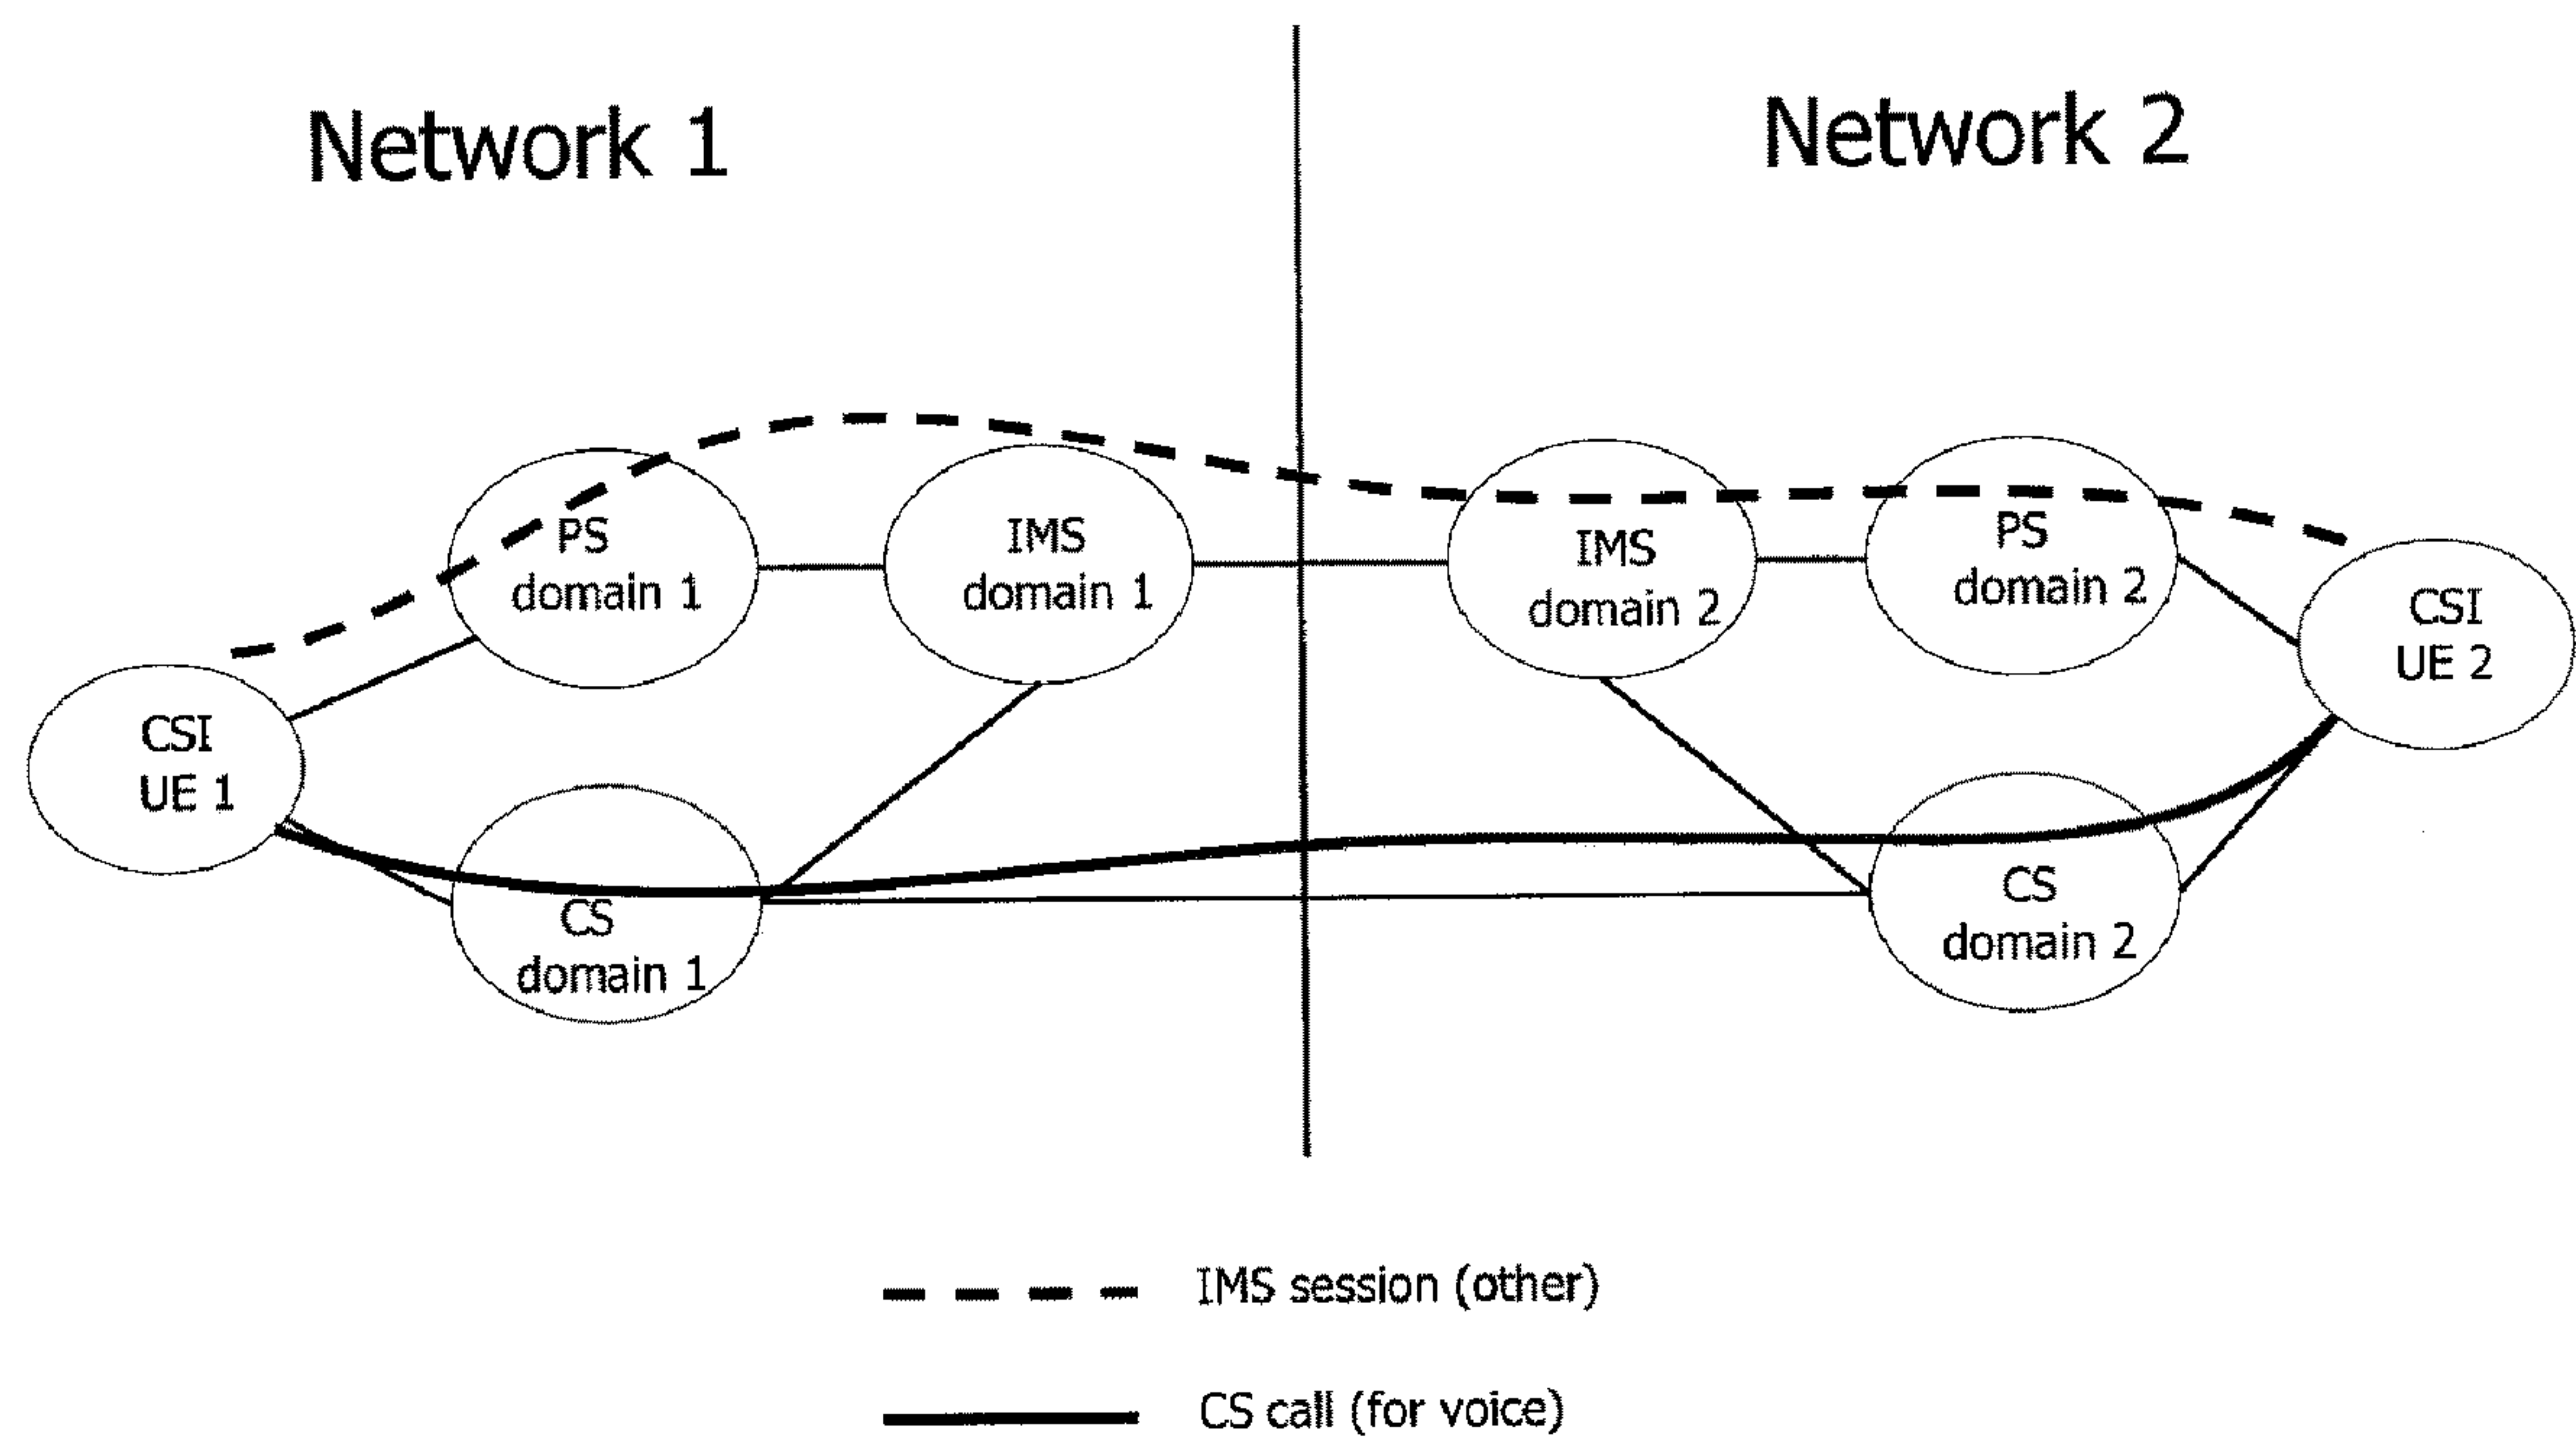 Network 1
Network 2
PS
domain 1
IMS
domain 1
IMS
domain 2
PS
domain 2
CSI
UE 2
CSI
UE 1
CS
domain 1
CS
domain 2
IMS session (other)
CS call (for voice)